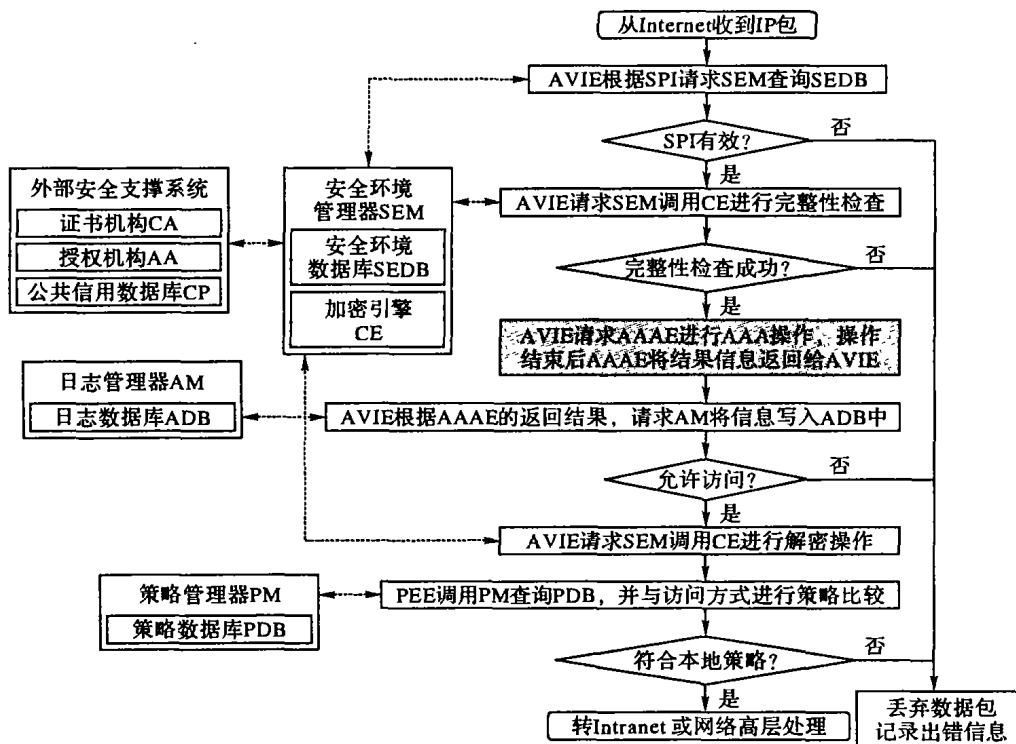 从Internet收到IP包
AVIE根据SPI请求SEM查询SEDB
SPI有效?
否
是
外部安全支撑系统
证书机构CA
授权机构AA
公共信用数据库CP
安全环境
管理器SEM
安全环境
数据库SEDB
加密引擎
CE
AVIE请求SEM调用CE进行完整性检查
完整性检查成功?
否
是
AVIE请求AAAE进行AAA操作，操作
结束后AAAE将结果信息返回给AVIE
日志管理器AM
日志数据库ADB
AVIE根据AAAE的返回结果，请求AM将信息写入ADB中
允许访问?
否
是
AVIE请求SEM调用CE进行解密操作
策略管理器PM
策略数据库PDB
PEE调用PM查询PDB，并与访问方式进行策略比较
符合本地策略?
否
是
转Intranet或网络高层处理
丢弃数据包
记录出错信息